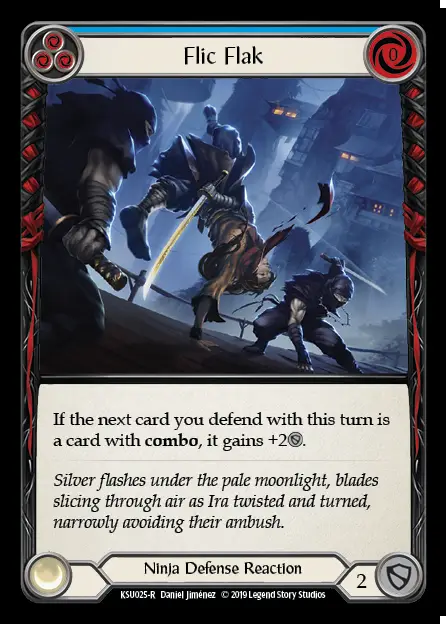 Flic Flak
0
If the next card you defend with this turn is
a card with combo, it gains +2.
Silver flashes under the pale moonlight, blades
slicing through air as Ira twisted and turned,
narrowly avoiding their ambush.
Ninja Defense Reaction
2
KSU025-R Daniel Jiménez © 2019 Legend Story Studios